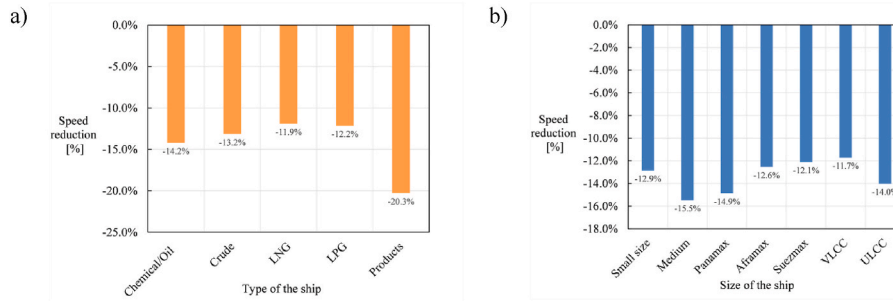 a)
0.0%
-5.0%
-10.0%
-15.0%
-20.0%
-25.0%
Speed
reduction
[%]
-14.2%
-13.2%
-11.9%
-12.2%
-20.3%
Chemical/Oil
Crude
LNG
LPG
Products
Type of the ship
b)
0.0%
-2.0%
-4.0%
-6.0%
-8.0%
-10.0%
-12.0%
-14.0%
-16.0%
-18.0%
Speed
reduction
[%]
-12.9%
-15.5%
-14.9%
-12.6%
-12.1%
-11.7%
-14.0%
Small size
Medium
Panamax
Aframax
Suezmax
VLCC
ULCC
Size of the ship